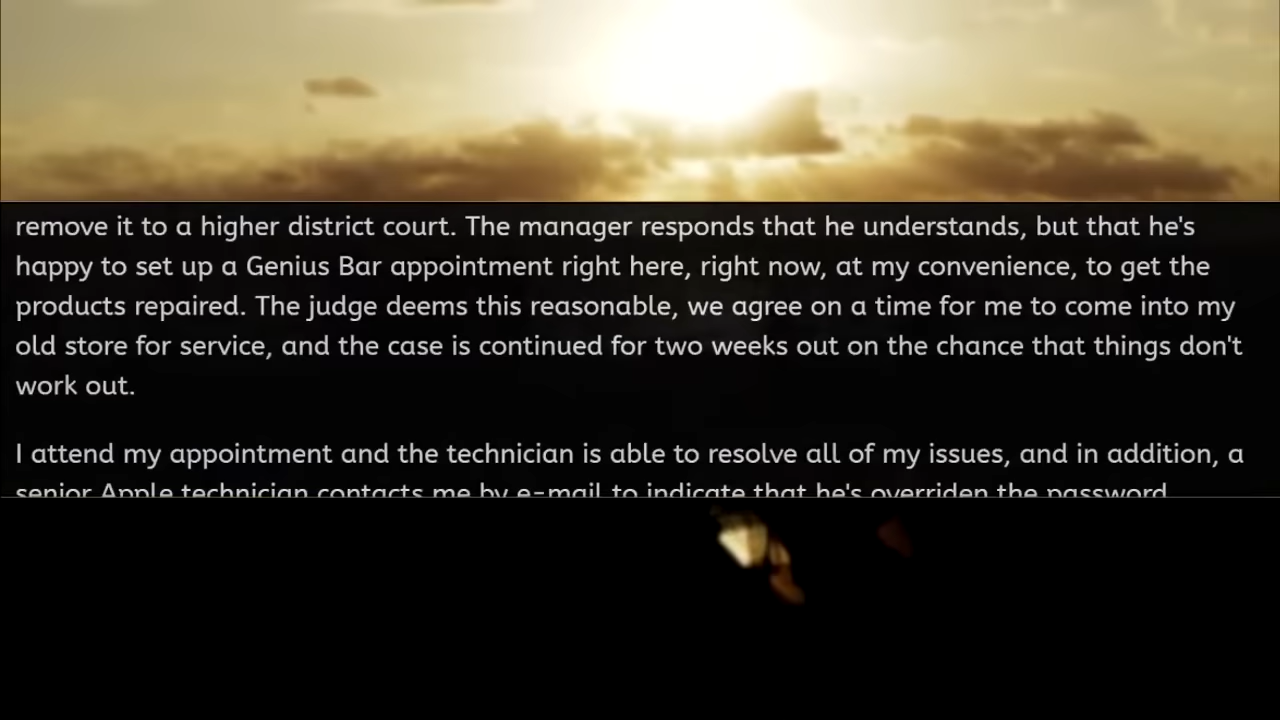 remove it to a higher district court. The manager responds that he understands, but that he's
happy to set up a Genius Bar appointment right here, right now, at my convenience, to get the
products repaired. The judge deems this reasonable, we agree on a time for me to come into my
old store for service, and the case is continued for two weeks out on the chance that things don't
work out.
I attend my appointment and the technician is able to resolve all of my issues, and in addition, a
senior Apple technician contacts me by e-mail to indicate that he's overriden the password